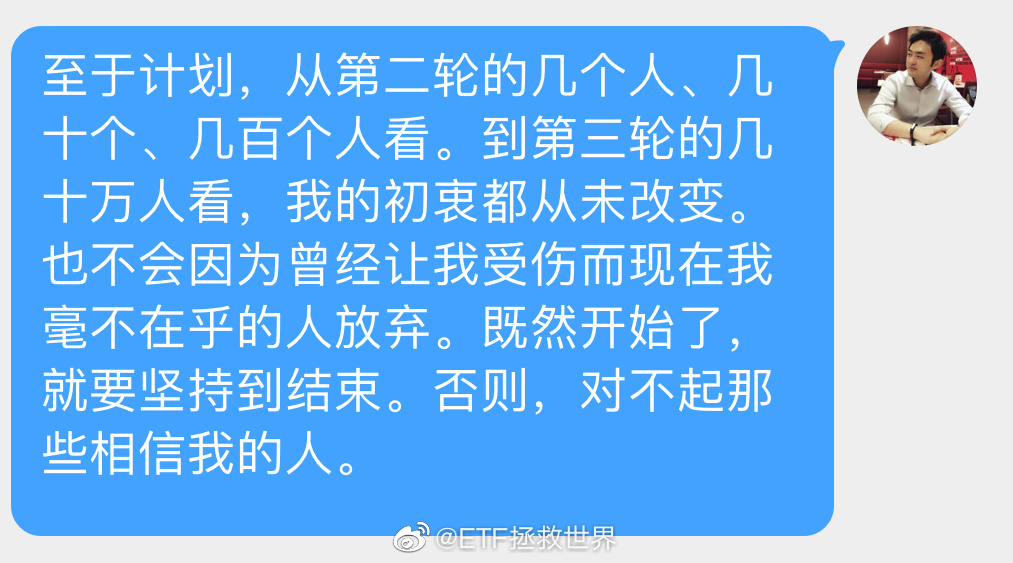 至于计划，从第二轮的几个人、几
十个、几百个人看。到第三轮的几
十万人看，我的初衷都从未改变。
也不会因为曾经让我受伤而现在我
毫不在乎的人放弃。既然开始了，
就要坚持到结束。否则，对不起那
些相信我的人。
@ETF拯救世界